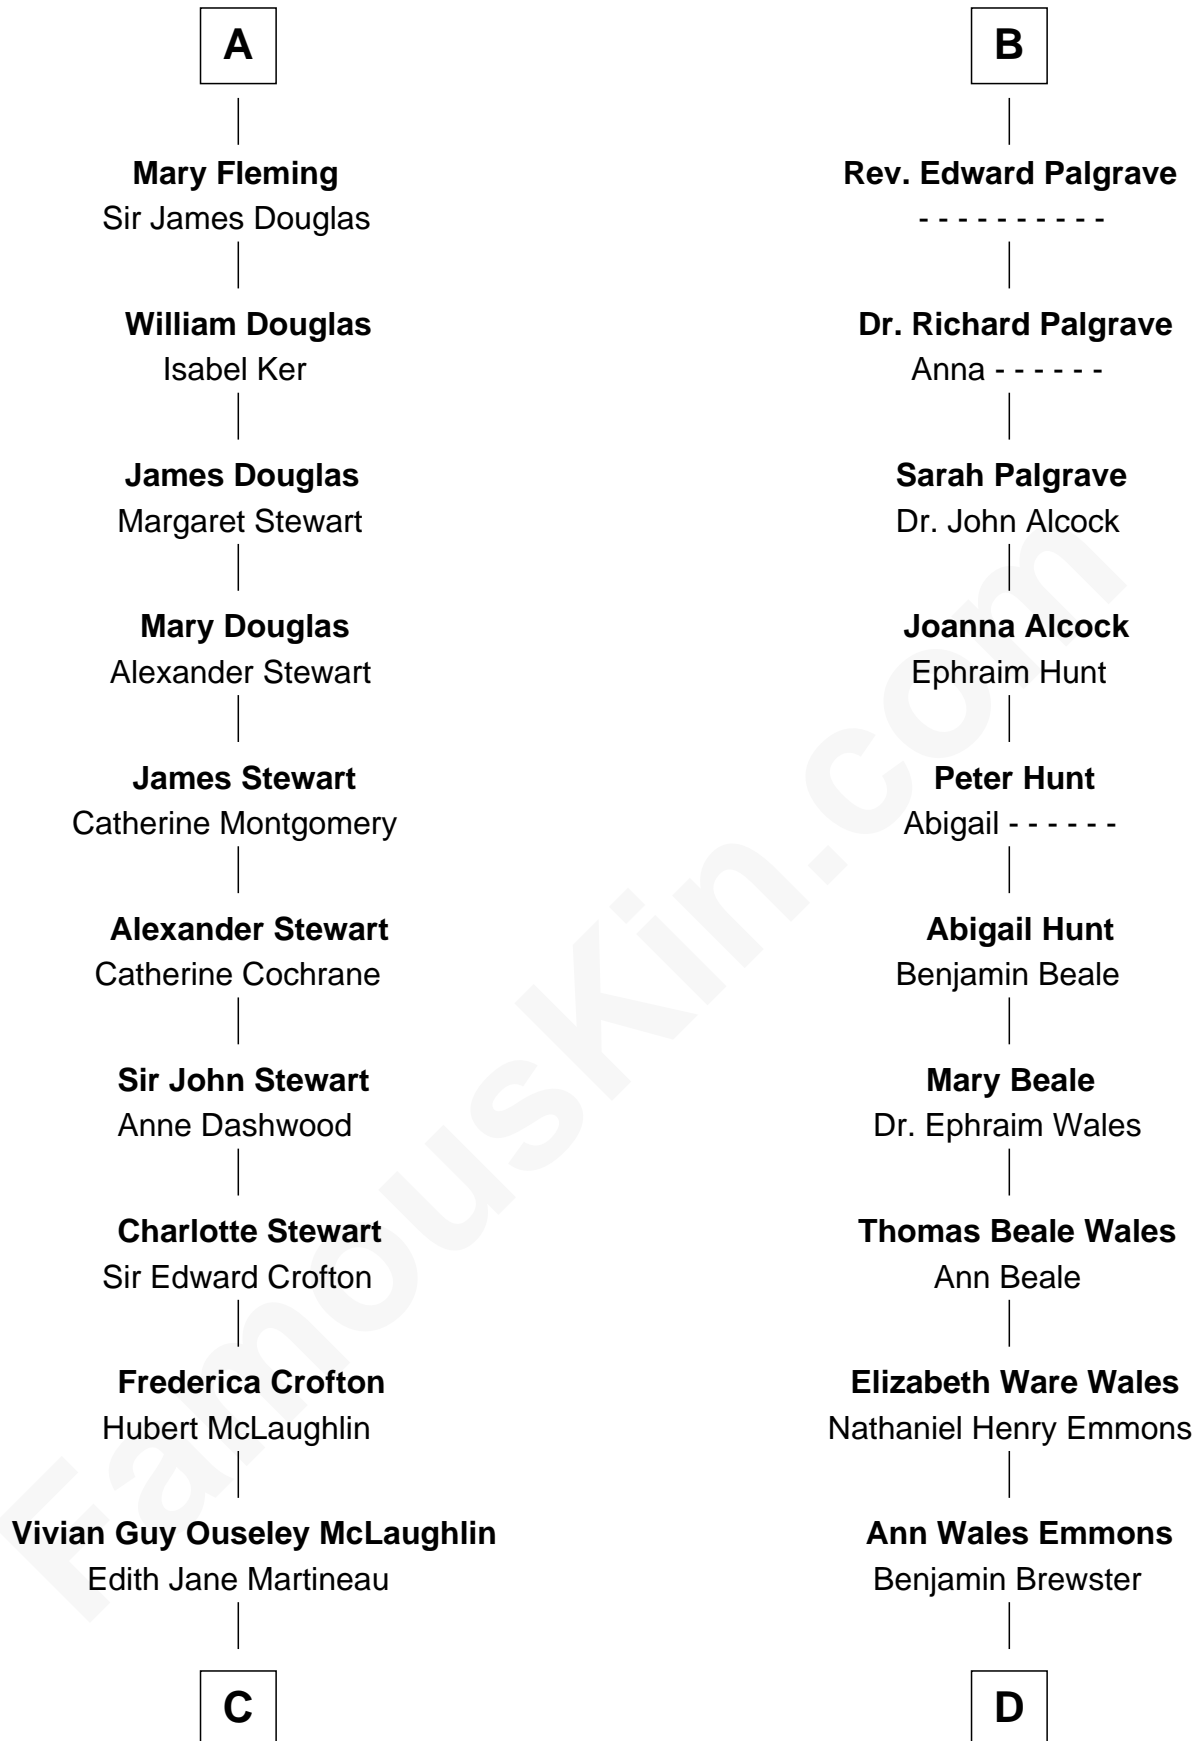 A
Mary Fleming
Sir James Douglas
William Douglas
Isabel Ker
James Douglas
Margaret Stewart
Mary Douglas
Alexander Stewart
James Stewart
Catherine Montgomery
Alexander Stewart
Catherine Cochrane
Sir John Stewart
Anne Dashwood
Charlotte Stewart
Sir Edward Crofton
Frederica Crofton
Hubert McLaughlin
Vivian Guy Ouseley McLaughlin
Edith Jane Martineau
C
B
Rev. Edward Palgrave
- - - - - - - - - -
Dr. Richard Palgrave
Anna - - - - - -
Sarah Palgrave
Dr. John Alcock
Joanna Alcock
Ephraim Hunt
Peter Hunt
Abigail - - - - - -
Abigail Hunt
Benjamin Beale
Mary Beale
Dr. Ephraim Wales
Thomas Beale Wales
Ann Beale
Elizabeth Ware Wales
Nathaniel Henry Emmons
Ann Wales Emmons
Benjamin Brewster
D
FamousKin.com